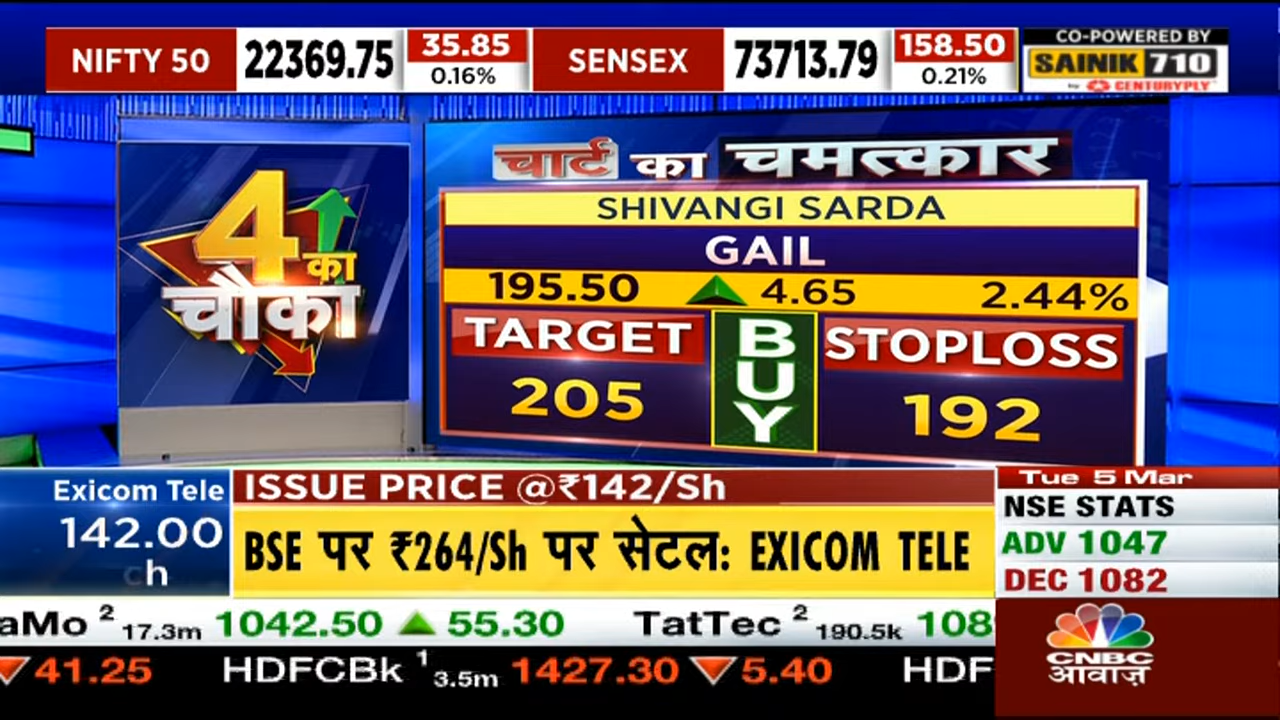 NIFTY 50 22369.75 35.85 0.16% SENSEX 73713.79 158.50 0.21%
CO-POWERED BY
SAINIK 710
by CENTURYPLY
4 का
चौका
चार्ट का चमत्कार
SHIVANGI SARDA
GAIL
195.50 ▲ 4.65 2.44%
TARGET
205
BUY
STOPLOSS
192
Exicom Tele
142.00
ISSUE PRICE @₹142/Sh
BSE पर ₹264/Sh पर सेटल: EXICOM TELE
Tue 5 Mar
NSE STATS
ADV 1047
DEC 1082
aMo 2 17.3m 1042.50 ▲ 55.30 TatTec 2 190.5k 108
▼ 41.25 HDFCBk 1 3.5m 1427.30 ▼ 5.40 HDF
CNBC
आवाज़